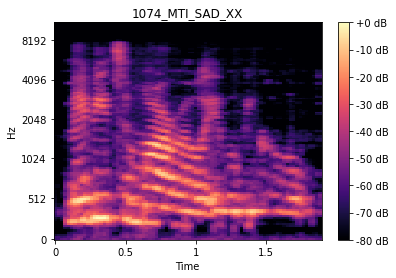 1074_MTI_SAD_XX
+0 dB
8192
-10 dB
4096
-20 dB
-30 dB
2048
Hz
-40 dB
1024
-50 dB
512
-60 dB
-70 dB
0
-80 dB
0
0.5
1
1.5
Time